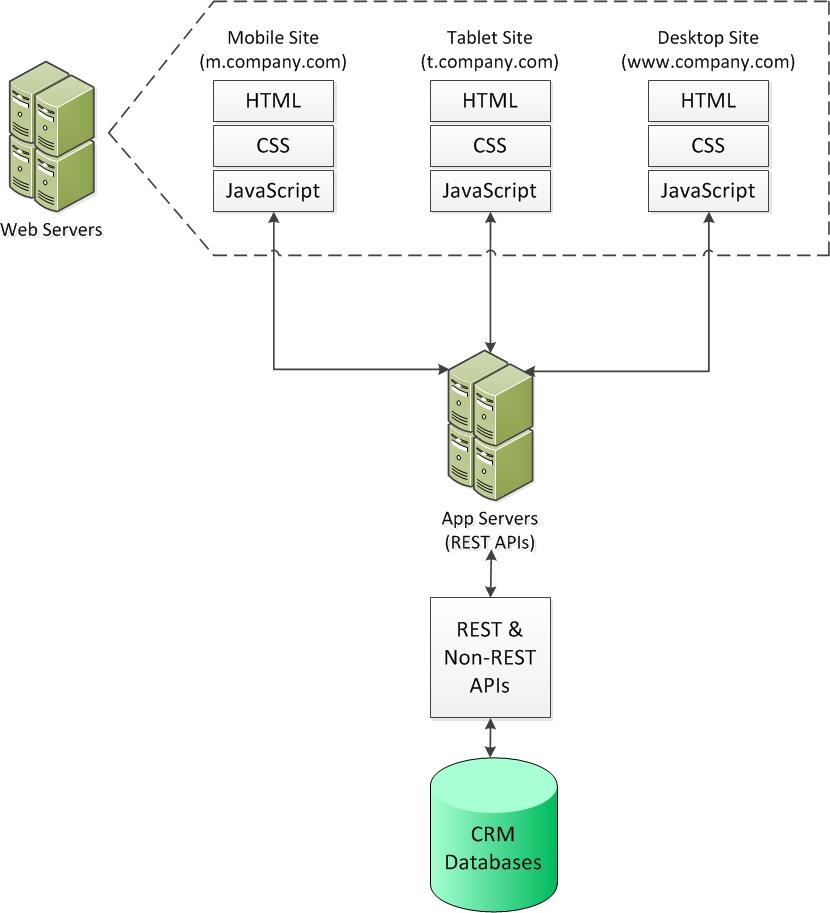 Mobile Site
(m.company.com)
Tablet Site
(t.company.com)
Desktop Site
(www.company.com)
HTML
HTML
HTML
CSS
CSS
CSS
JavaScript
JavaScript
JavaScript
Web Servers
App Servers
(REST APIs)
REST &
Non-REST
APIs
CRM
Databases